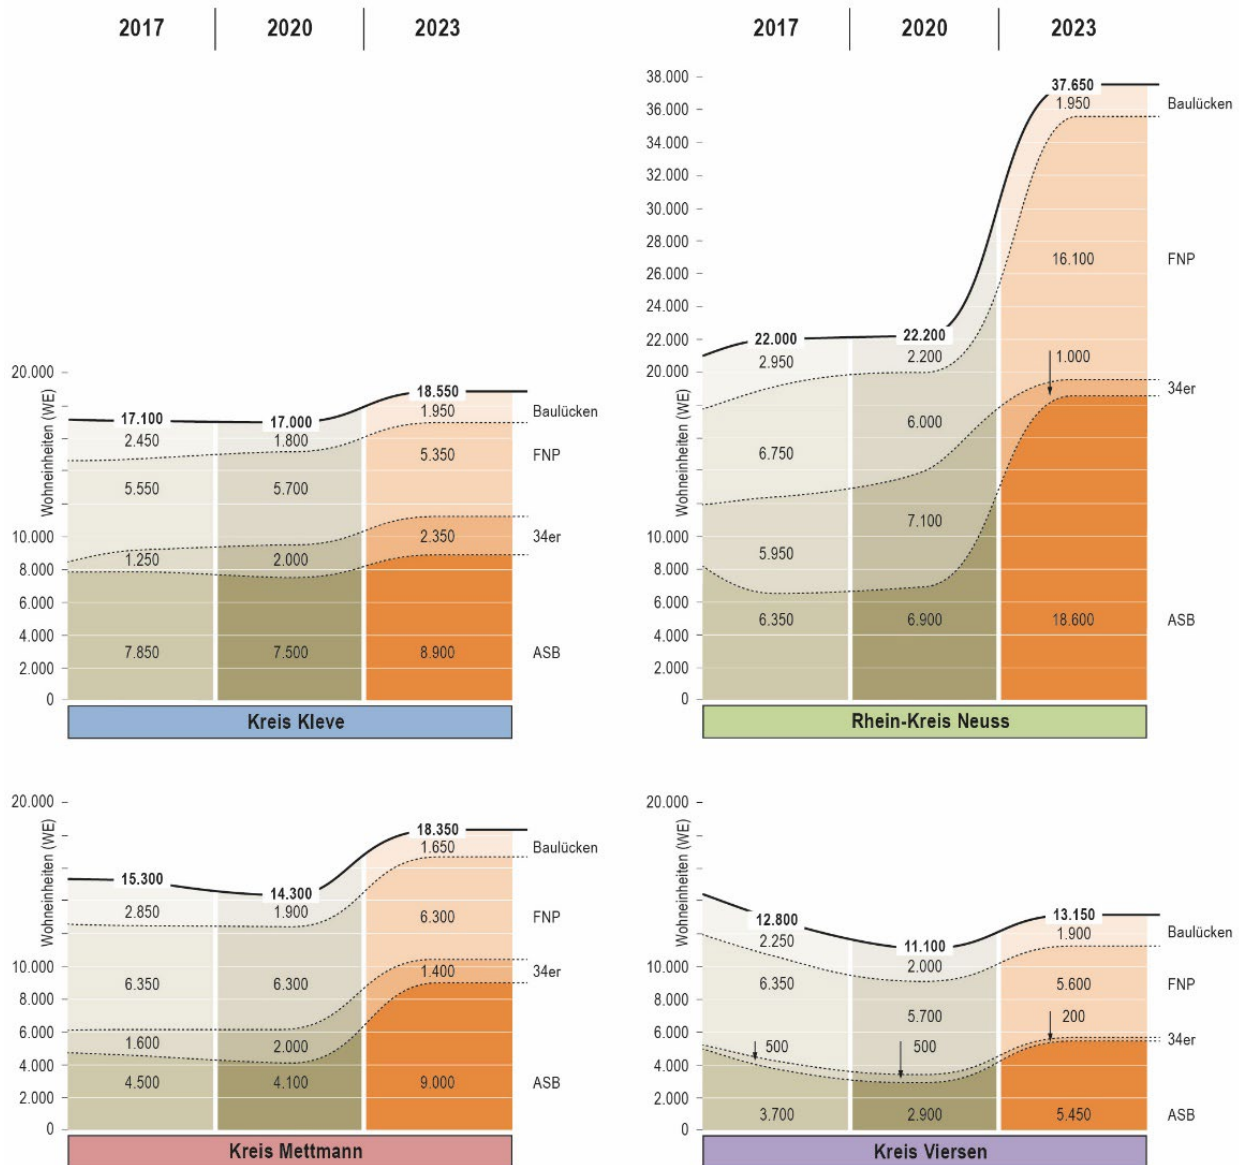 2017 2020 2023
20.000
10.000
8.000
6.000
4.000
2.000
0
Wohneinheiten (WE)
17.100 17.000 18.550
2.450 1.800 1.950 Baulücken
5.550 5.700 5.350 FNP
1.250 2.000 2.350 34er
7.850 7.500 8.900 ASB
Kreis Kleve
2017 2020 2023
38.000
36.000
34.000
32.000
30.000
28.000
26.000
24.000
22.000
20.000
10.000
8.000
6.000
4.000
2.000
0
Wohneinheiten (WE)
22.000 22.200 37.650
2.950 2.200 1.950 Baulücken
6.750 6.000 16.100 FNP
5.950 7.100 1.000 34er
6.350 6.900 18.600 ASB
Rhein-Kreis Neuss
20.000
10.000
8.000
6.000
4.000
2.000
0
Wohneinheiten (WE)
15.300 14.300 18.350
2.850 1.900 1.650 Baulücken
6.350 6.300 6.300 FNP
1.600 2.000 1.400 34er
4.500 4.100 9.000 ASB
Kreis Mettmann
20.000
10.000
8.000
6.000
4.000
2.000
0
Wohneinheiten (WE)
12.800 11.100 13.150
2.250 2.000 1.900 Baulücken
6.350 5.700 5.600 FNP
500 500 200 34er
3.700 2.900 5.450 ASB
Kreis Viersen